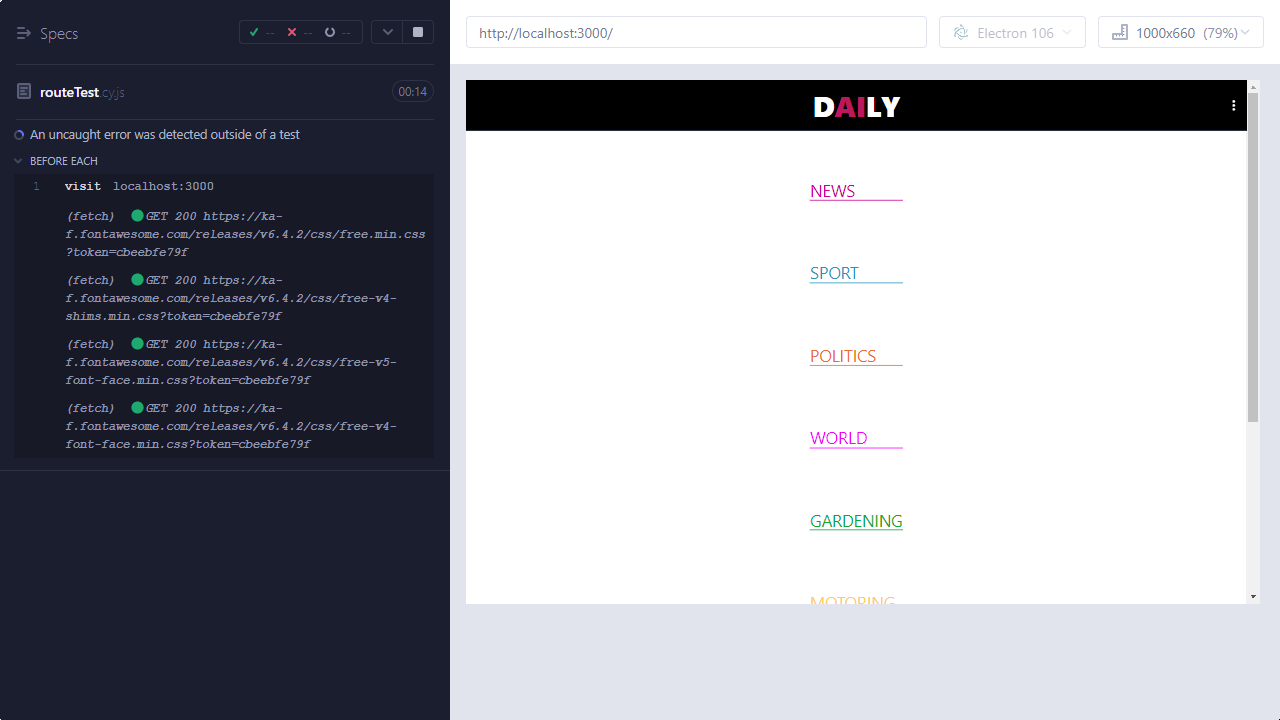 Specs
--
--
--
routeTest.cy.js
00:14
An uncaught error was detected outside of a test
BEFORE EACH
1 visit localhost:3000
(fetch) GET 200 https://ka-
f.fontawesome.com/releases/v6.4.2/css/free.min.css
?token=cbeebfe79f
(fetch) GET 200 https://ka-
f.fontawesome.com/releases/v6.4.2/css/free-v4-
shims.min.css?token=cbeebfe79f
(fetch) GET 200 https://ka-
f.fontawesome.com/releases/v6.4.2/css/free-v5-
font-face.min.css?token=cbeebfe79f
(fetch) GET 200 https://ka-
f.fontawesome.com/releases/v6.4.2/css/free-v4-
font-face.min.css?token=cbeebfe79f
http://localhost:3000/
Electron 106
1000x660 (79%)
DAILY
NEWS
SPORT
POLITICS
WORLD
GARDENING
MOTORING